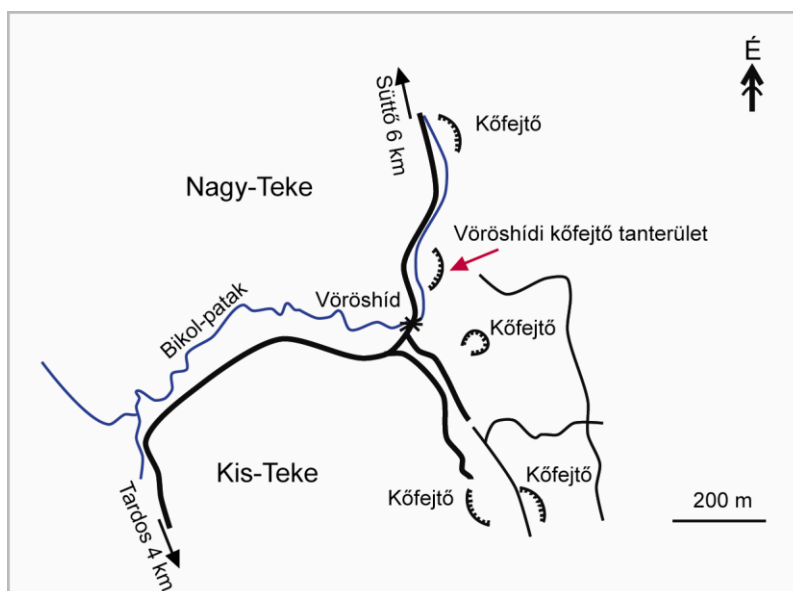 É
Süttő 6 km
Kőfejtő
Nagy-Teke
Vöröshídi kőfejtő tanterület
Vöröshíd
Bikol-patak
Kőfejtő
Kis-Teke
Kőfejtő
Kőfejtő
Tardos 4 km
200 m